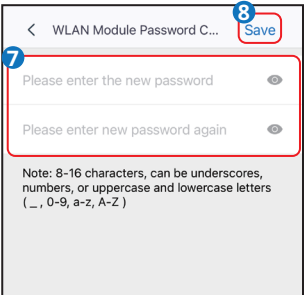 8
WLAN Module Password C... Save
7
Please enter the new password
Please enter new password again
Note: 8-16 characters, can be underscores,
numbers, or uppercase and lowercase letters
( _ , 0-9, a-z, A-Z )